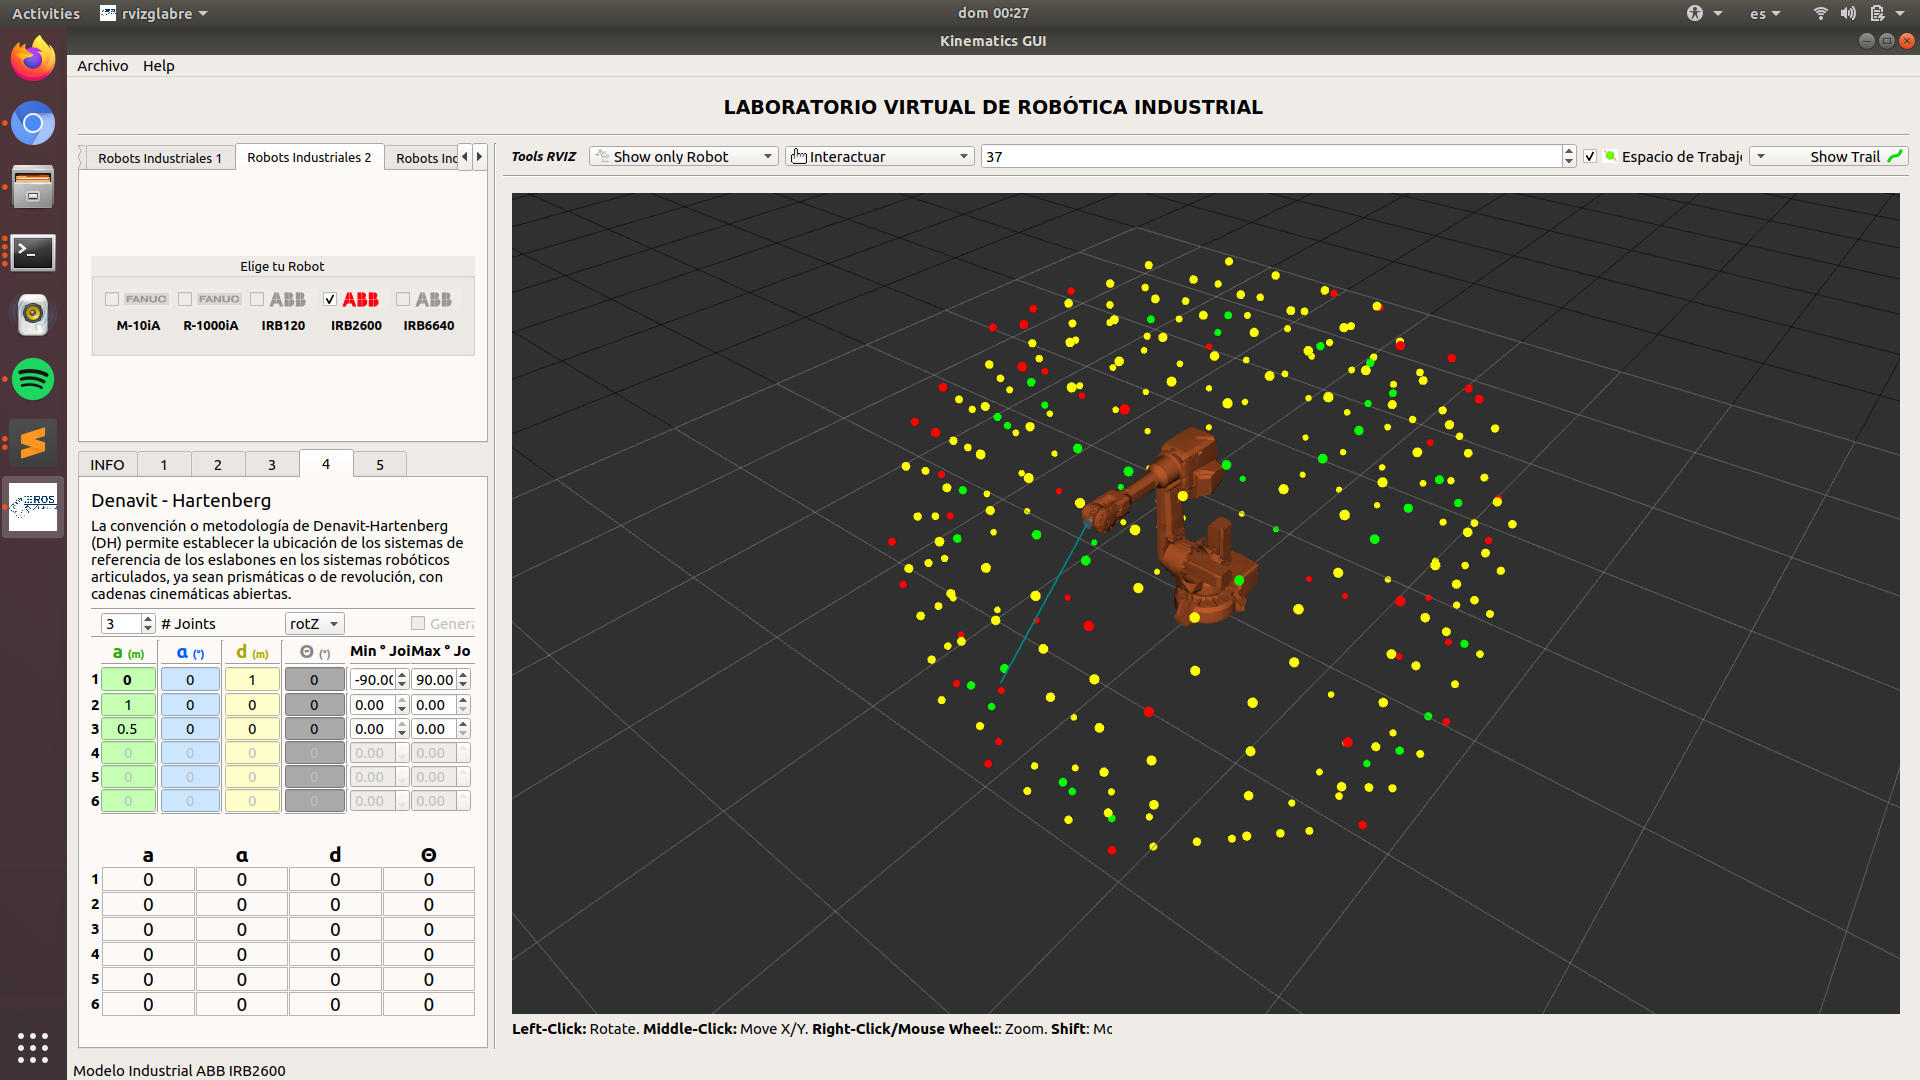 Activities rvizglabre dom 00:27 es
Kinematics GUI
Archivo Help
LABORATORIO VIRTUAL DE ROBÓTICA INDUSTRIAL
Robots Industriales 1 Robots Industriales 2 Robots Inc
Tools RVIZ Show only Robot Interactuar 37 Espacio de Trabaj Show Trail
Elige tu Robot
FANUC FANUC ABB ABB ABB
M-10iA R-1000iA IRB120 IRB2600 IRB6640
INFO 1 2 3 4 5
Denavit - Hartenberg
La convención o metodología de Denavit-Hartenberg
(DH) permite establecer la ubicación de los sistemas de
referencia de los eslabones en los sistemas robóticos
articulados, ya sean prismáticas o de revolución, con
cadenas cinemáticas abiertas.
3 # Joints rotZ Genera
a (m) α (°) d (m) Θ (°) Min ° Joi Max ° Jo
1 0 0 1 0 -90.00 90.00
2 1 0 0 0 0.00 0.00
3 0.5 0 0 0 0.00 0.00
4 0 0 0 0 0.00 0.00
5 0 0 0 0 0.00 0.00
6 0 0 0 0 0.00 0.00
a α d Θ
1 0 0 0 0
2 0 0 0 0
3 0 0 0 0
4 0 0 0 0
5 0 0 0 0
6 0 0 0 0
Left-Click: Rotate. Middle-Click: Move X/Y. Right-Click/Mouse Wheel:: Zoom. Shift: Mc
Modelo Industrial ABB IRB2600
ROS